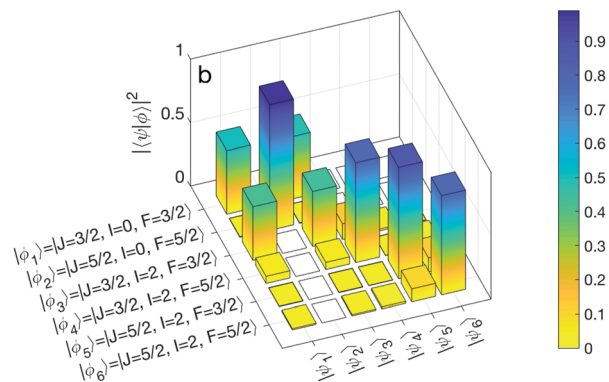 b
1
0.5
0
|⟨ψ|ϕ⟩|²
|ϕ₁⟩=|J=3/2, I=0, F=3/2⟩
|ϕ₂⟩=|J=5/2, I=0, F=5/2⟩
|ϕ₃⟩=|J=3/2, I=2, F=3/2⟩
|ϕ₄⟩=|J=3/2, I=2, F=5/2⟩
|ϕ₅⟩=|J=5/2, I=2, F=3/2⟩
|ϕ₆⟩=|J=5/2, I=2, F=5/2⟩
|ψ₁⟩
|ψ₂⟩
|ψ₃⟩
|ψ₄⟩
|ψ₅⟩
|ψ₆⟩
0.9
0.8
0.7
0.6
0.5
0.4
0.3
0.2
0.1
0